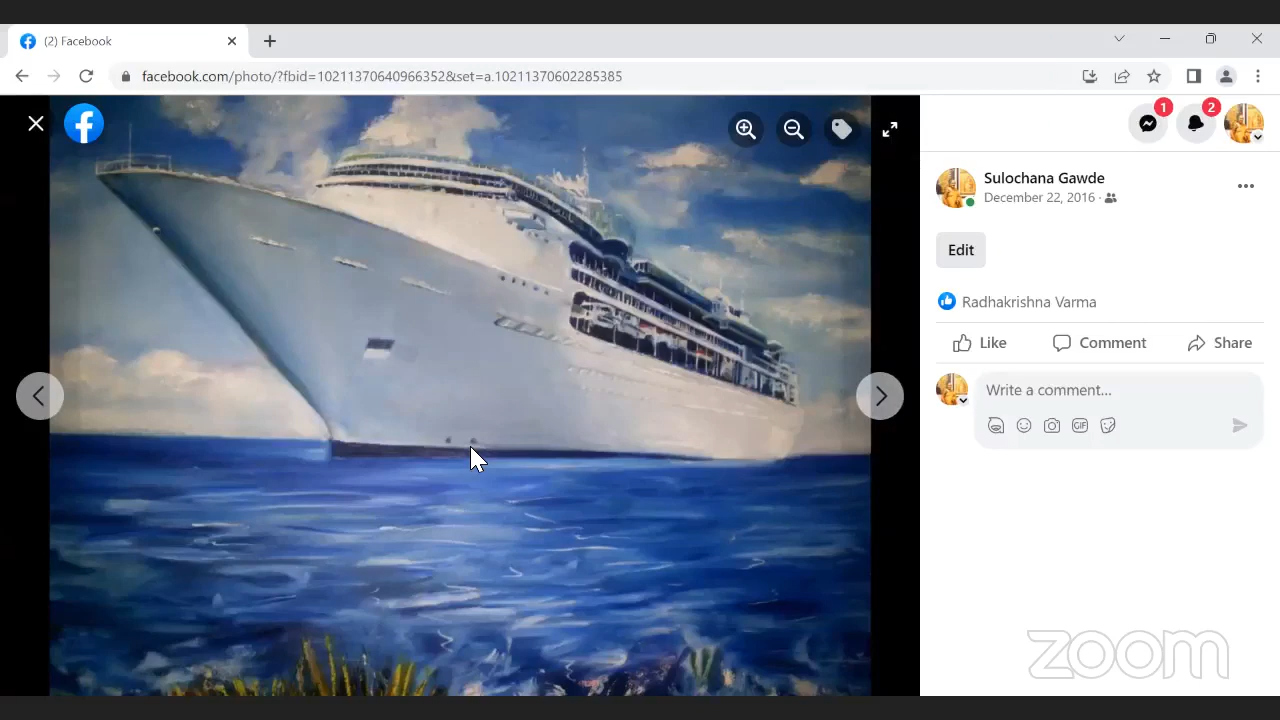 (2) Facebook
facebook.com/photo/?fbid=10211370640966352&set=a.10211370602285385
1
2
Sulochana Gawde
December 22, 2016 ·
Edit
Radhakrishna Varma
Like Comment Share
Write a comment...
GIF
zoom